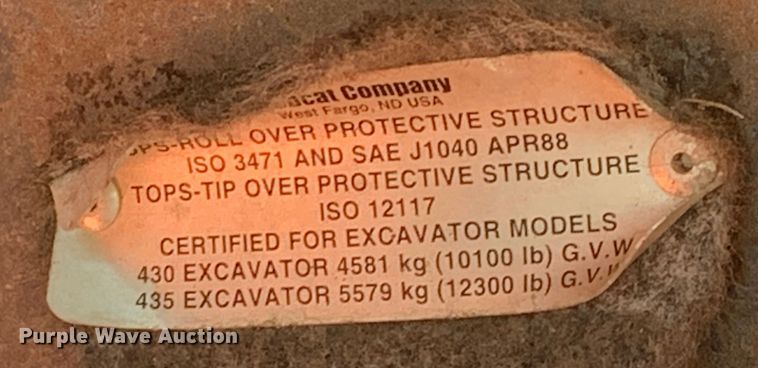 bcat Company
West Fargo, ND USA
OPS-ROLL OVER PROTECTIVE STRUCTURE
ISO 3471 AND SAE J1040 APR88
TOPS-TIP OVER PROTECTIVE STRUCTURE
ISO 12117
CERTIFIED FOR EXCAVATOR MODELS
430 EXCAVATOR 4581 kg (10100 lb) G.V.W
435 EXCAVATOR 5579 kg (12300 lb) G.V.W
Purple Wave Auction